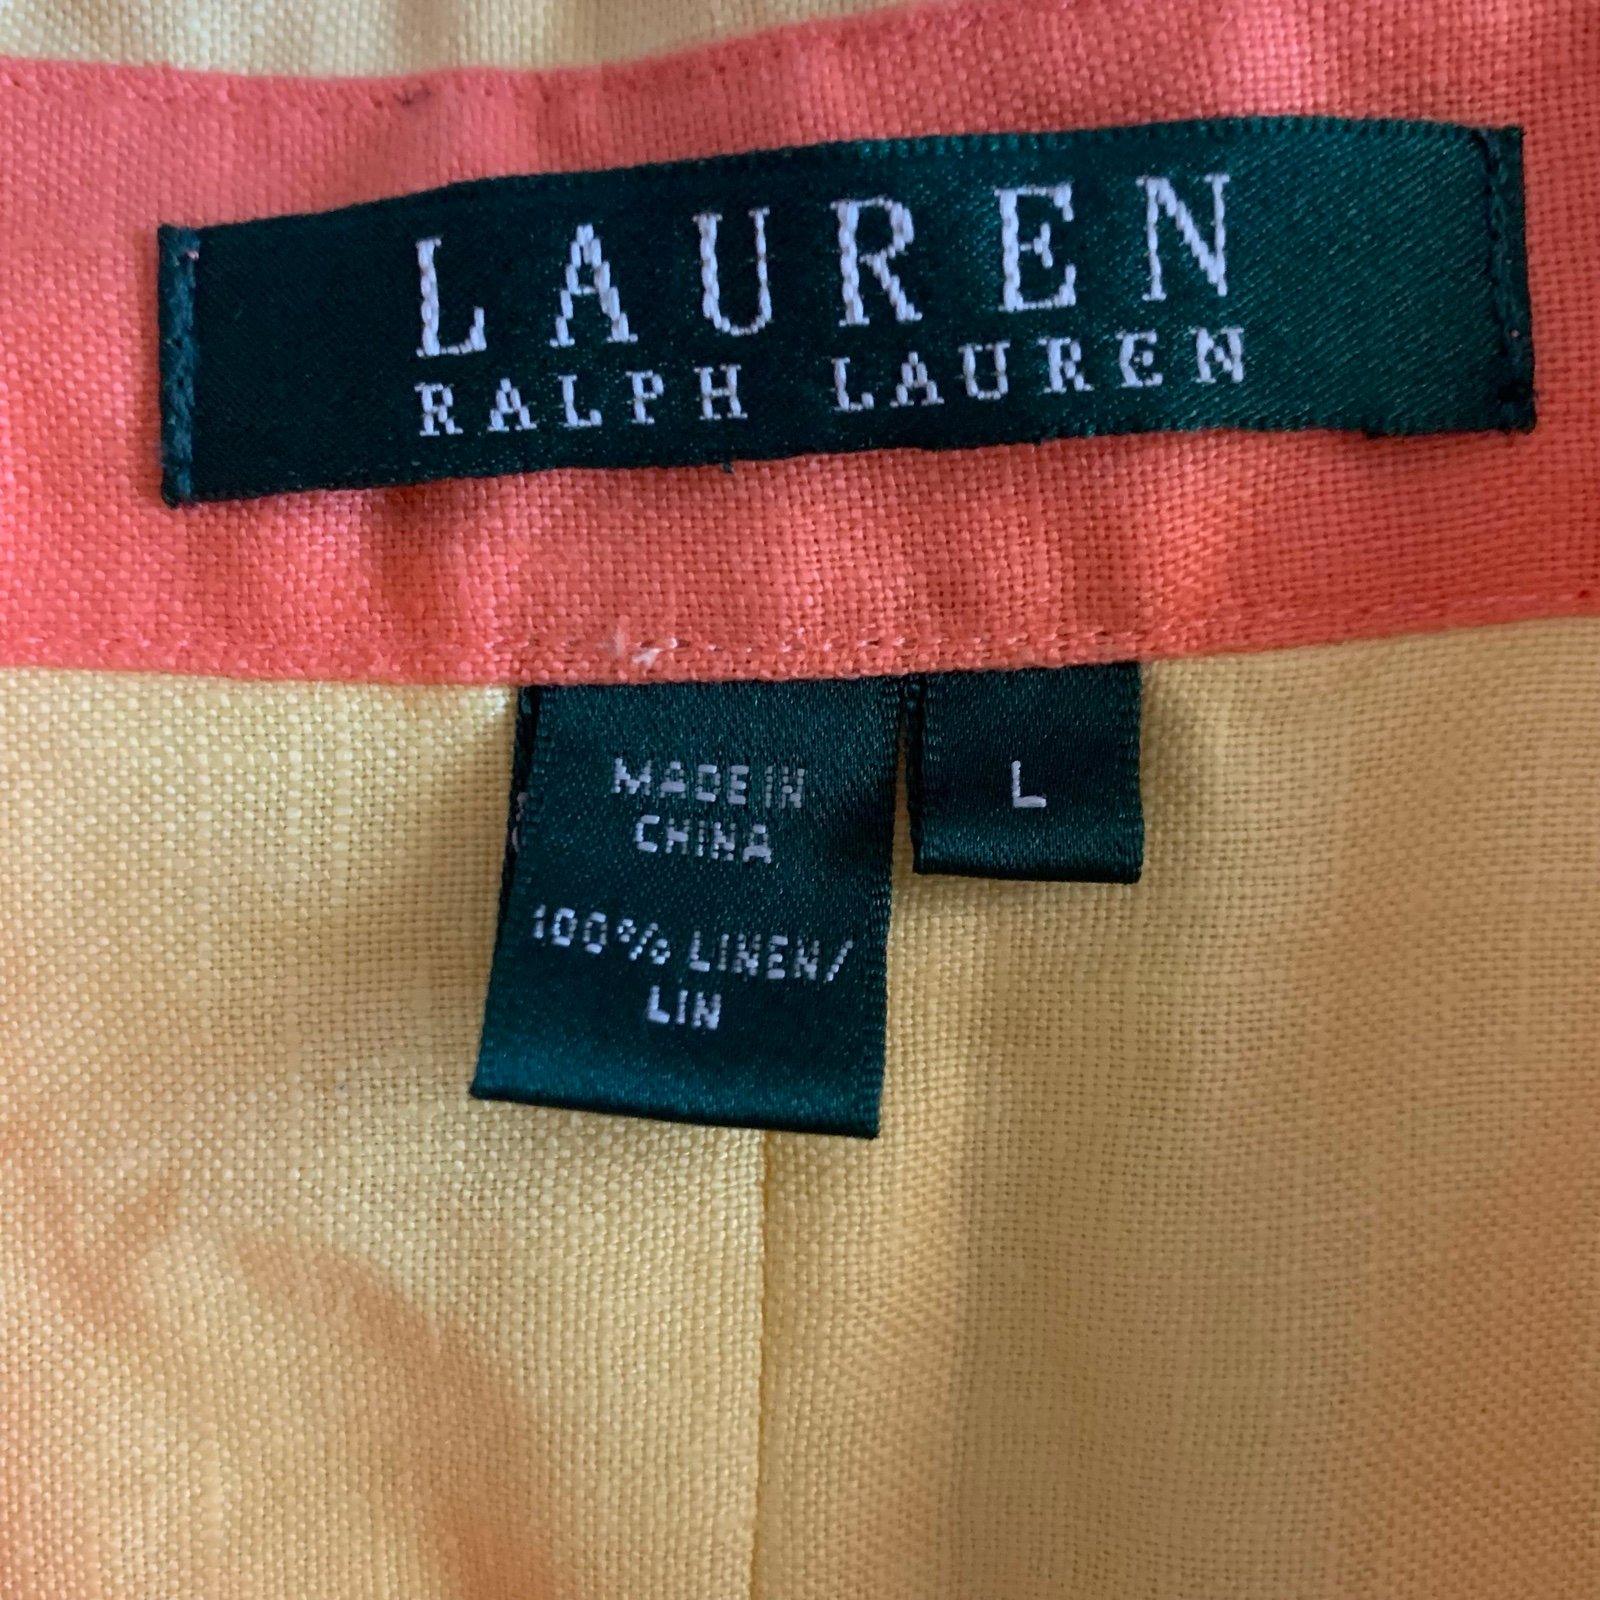 LAUREN
RALPH LAUREN
MADE IN
CHINA
100% LINEN/
LIN
L